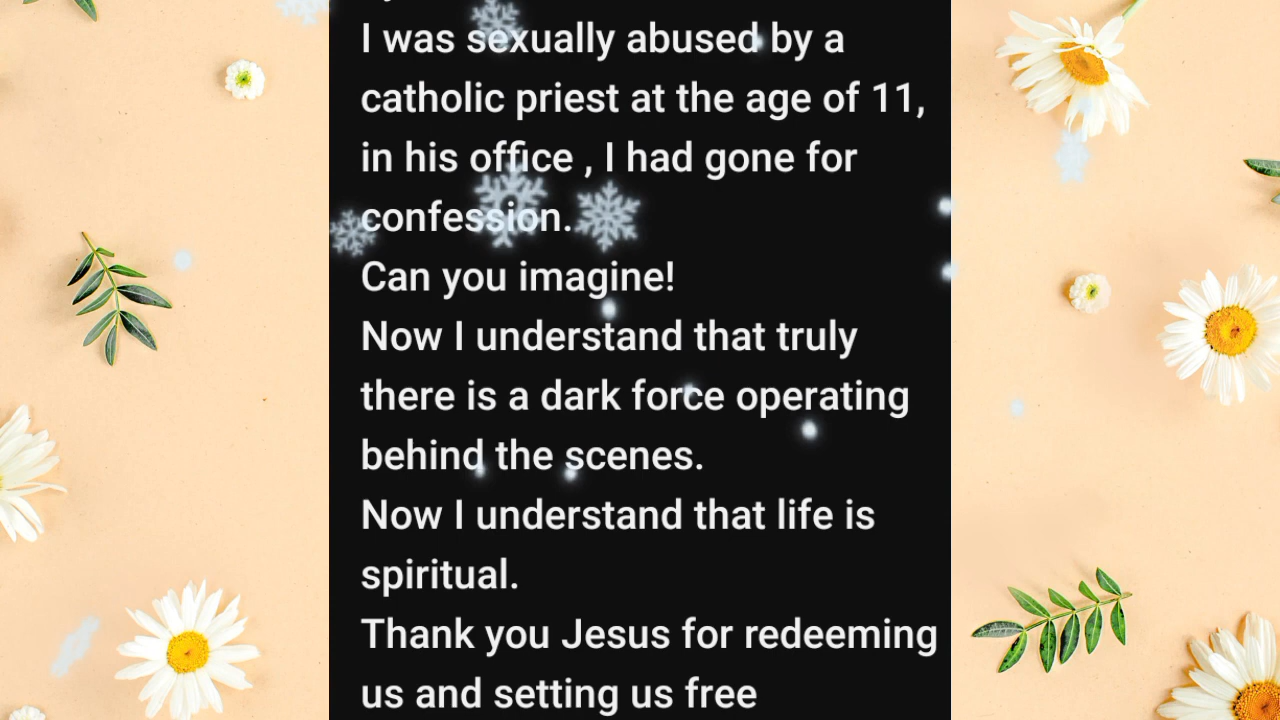 I was sexually abused by a
catholic priest at the age of 11,
in his office , I had gone for
confession.
Can you imagine!
Now I understand that truly
there is a dark force operating
behind the scenes.
Now I understand that life is
spiritual.
Thank you Jesus for redeeming
us and setting us free